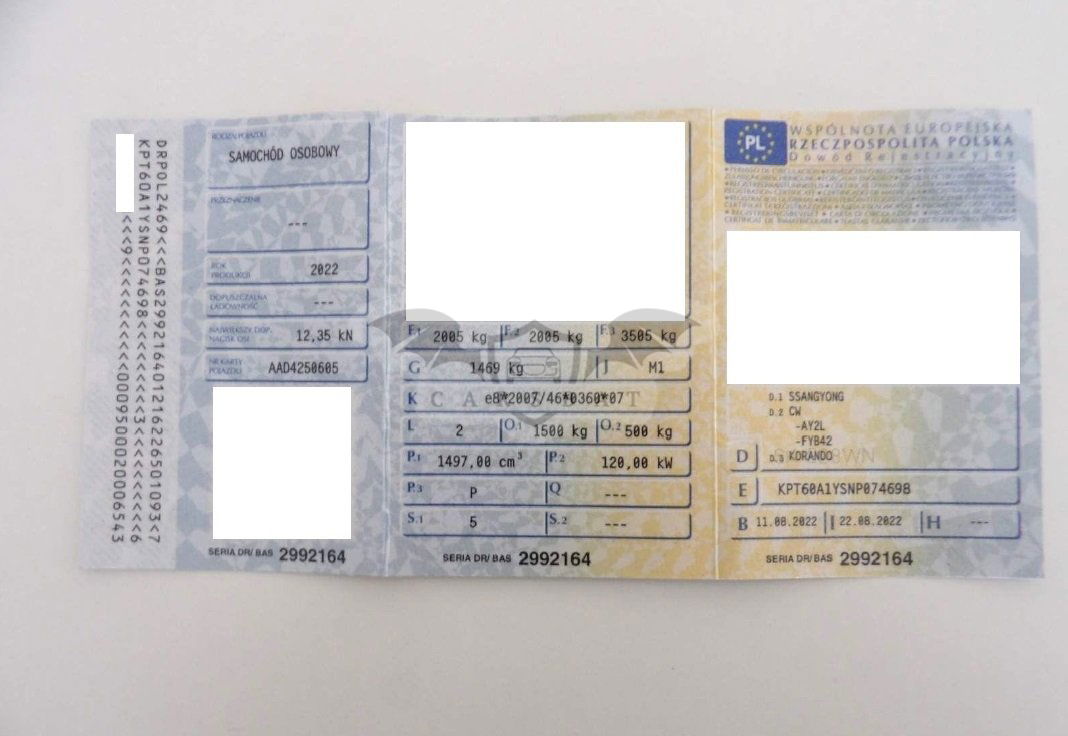 DRPOL2469<<<BAS2992164012162265010093<7
KPT60A1YSNP074698<<<<<<<<3<<<<<<<<<<6
<<<9<<<<<<<<<<<<<<00095000200006543
RODZAJ POJAZDU
SAMOCHÓD OSOBOWY
PRZEZNACZENIE
---
ROK PRODUKCJI 2022
DOPUSZCZALNA ŁADOWNOŚĆ ---
NAJWIĘKSZY DOP. NACISK OSI 12,35 kN
NR KARTY POJAZDU AAD4250605
SERIA DR/ BAS 2992164
F.1 2005 kg F.2 2005 kg F.3 3505 kg
G 1469 kg J M1
K e8*2007/46*0360*07
L 2 O.1 1500 kg O.2 500 kg
P.1 1497,00 cm³ P.2 120,00 kW
P.3 P Q ---
S.1 5 S.2 ---
SERIA DR/ BAS 2992164
PL
WSPÓLNOTA EUROPEJSKA
RZECZPOSPOLITA POLSKA
Dowód Rejestracyjny
D.1 SSANGYONG
D.2 CW
-AY2L
-FYB42
D D.3 KORANDO
E KPT60A1YSNP074698
B 11.08.2022 I 22.08.2022 H ---
SERIA DR/ BAS 2992164